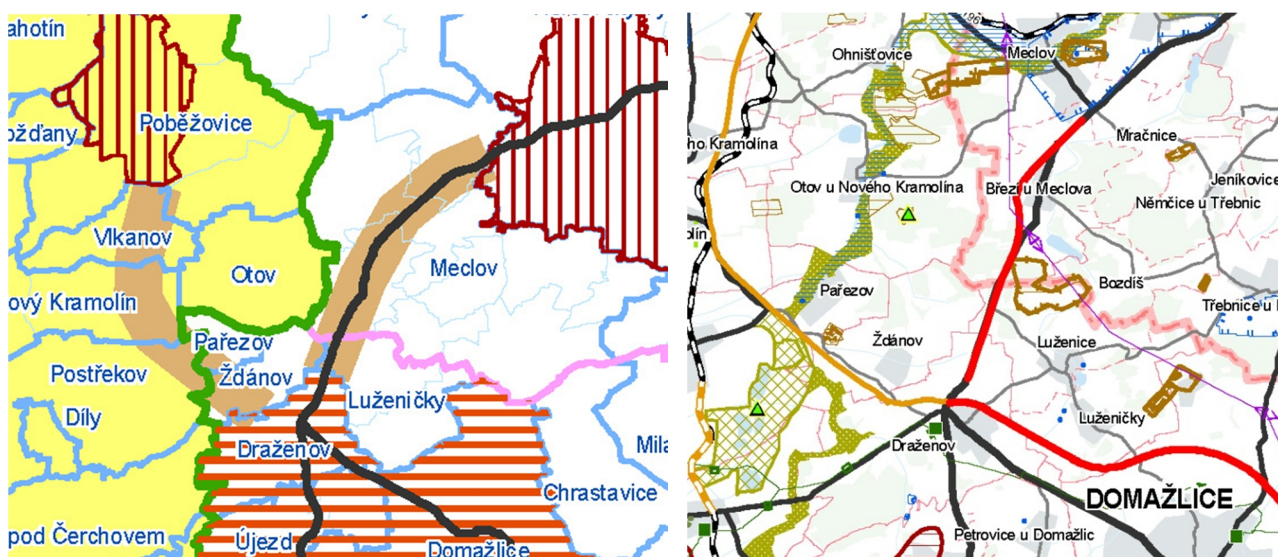 ahotín
Poběžovice
ožďany
Vlkanov
Otov
Meclov
ový Kramolín
Pařezov
Ždánov
Postřekov
Luženičky
Díly
Draženov
Mila
Chrastavice
pod Čerchovem
Újezd
Domažlice
196
Ohnišťovice
Meclov
Mračnice
ho Kramolína
Jeníkovice
Otov u Nového Kramolína
Březí u Meclova
Němčice u Třebnic
olín
Pařezov
Bozdíš
Třebnice u
Ždánov
Luženice
Luženičky
Draženov
DOMAŽLICE
Petrovice u Domažlic